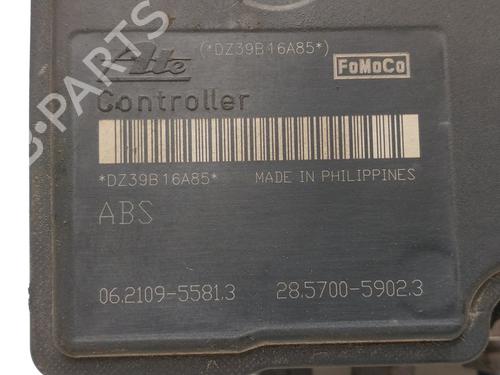 Ate (*DZ39B16A85*) FoMoCo
Controller
*DZ39B16A85* MADE IN PHILIPPINES
ABS
06.2109-5581.3 28.5700-5902.3
B-PARTS